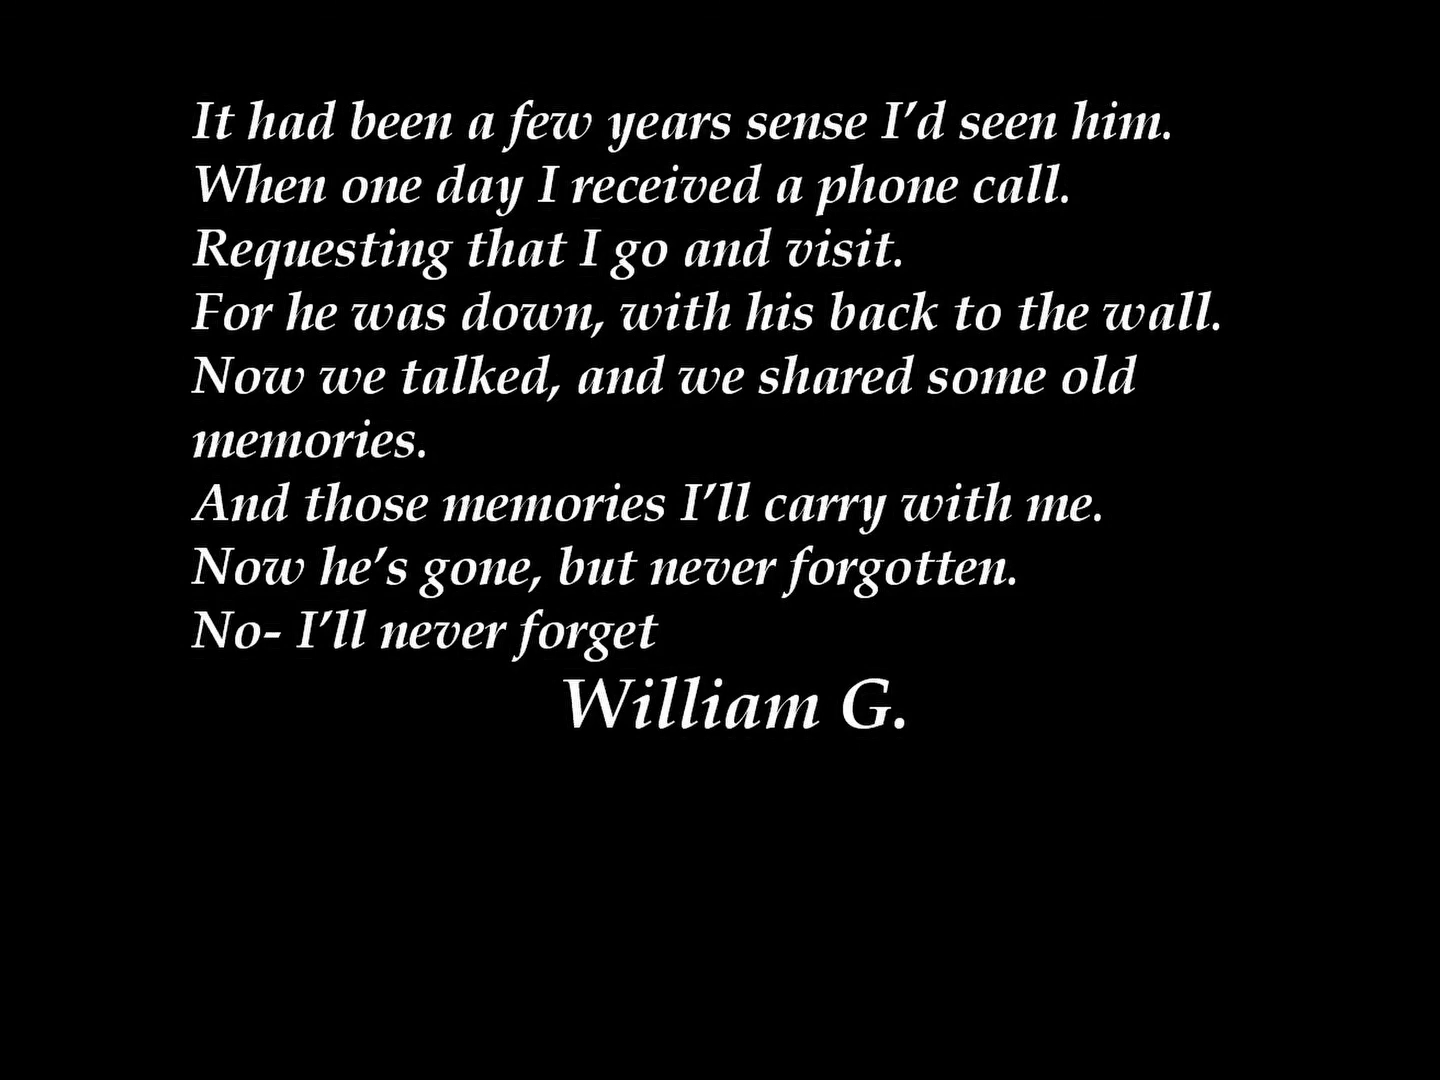 It had been a few years sense I’d seen him.
When one day I received a phone call.
Requesting that I go and visit.
For he was down, with his back to the wall.
Now we talked, and we shared some old
memories.
And those memories I’ll carry with me.
Now he’s gone, but never forgotten.
No- I’ll never forget
William G.